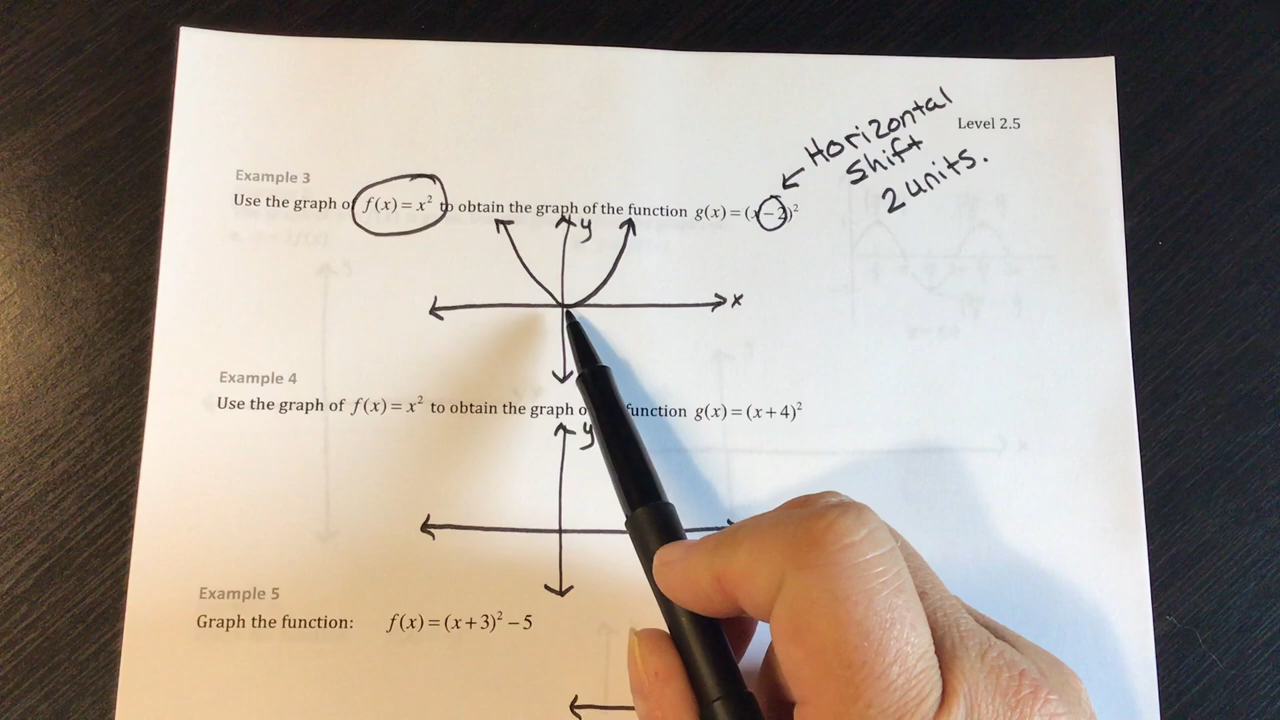 Level 2.5
Horizontal
shift
2 units.
Example 3
Use the graph of f(x) = x² to obtain the graph of the function g(x) = (x−2)²
y
x
Example 4
Use the graph of f(x) = x² to obtain the graph o function g(x) = (x+4)²
y
Example 5
Graph the function: f(x) = (x+3)² − 5